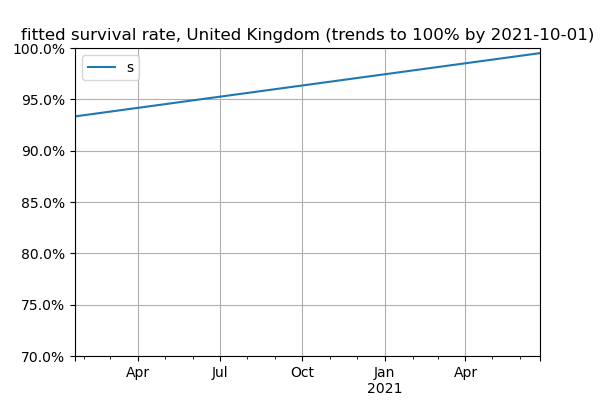 fitted survival rate, United Kingdom (trends to 100% by 2021-10-01)
100.0%
s
95.0%
90.0%
85.0%
80.0%
75.0%
70.0%
Apr Jul Oct Jan Apr
2021